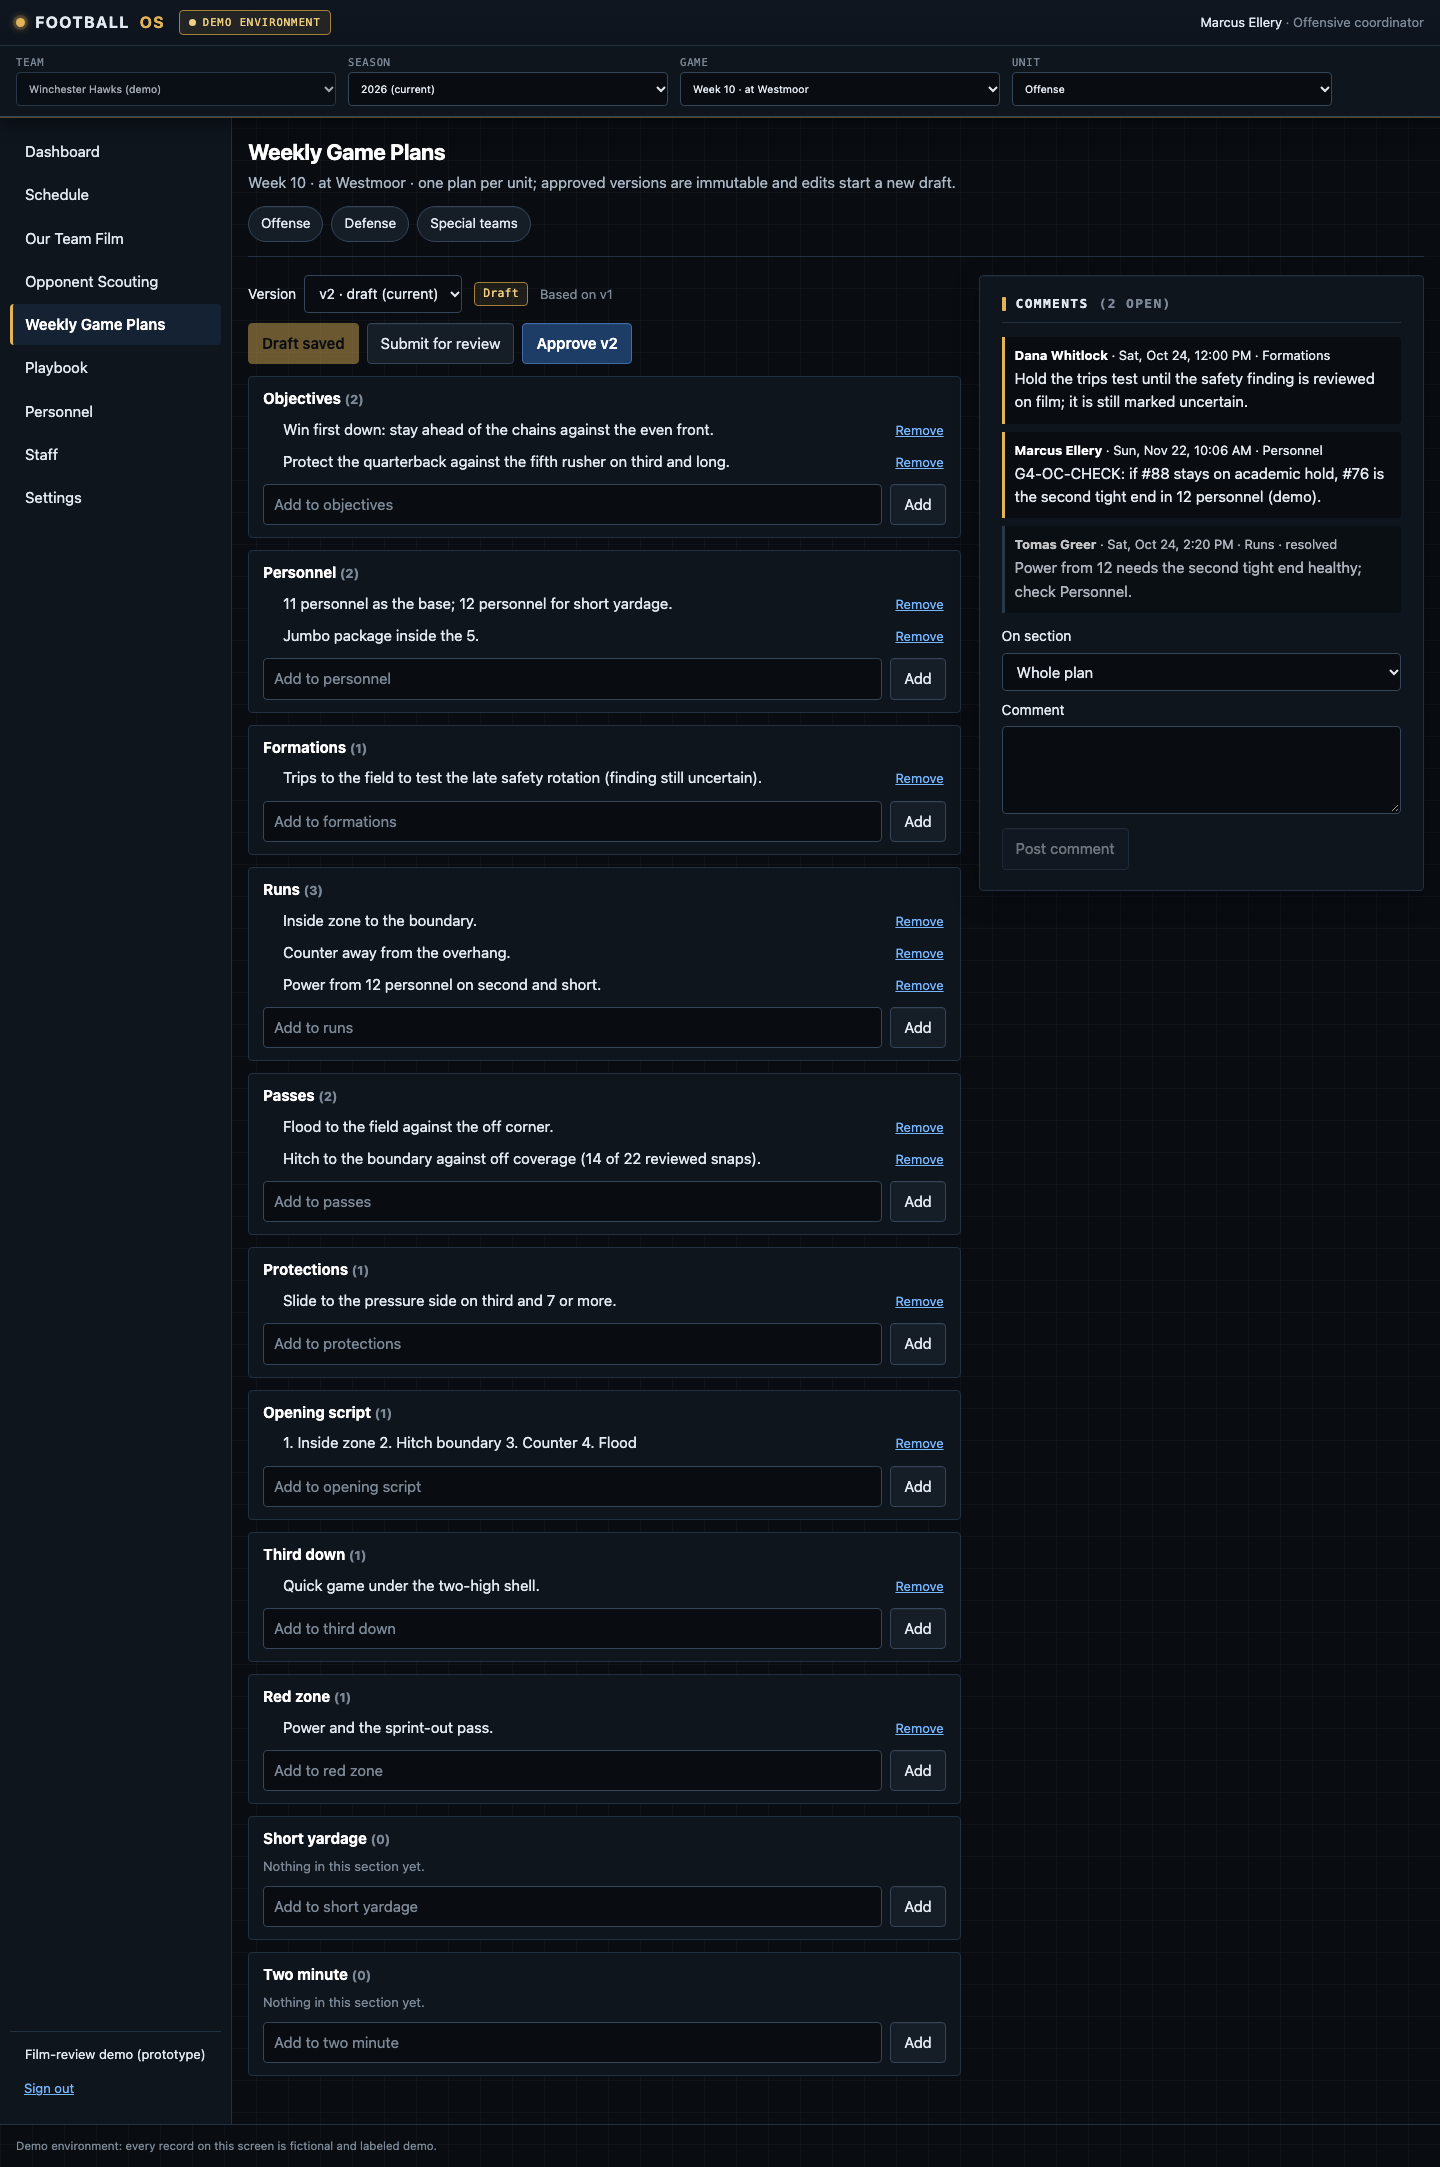 FOOTBALL OS
DEMO ENVIRONMENT
Marcus Ellery · Offensive coordinator
TEAM
Winchester Hawks (demo)
SEASON
2026 (current)
GAME
Week 10 · at Westmoor
UNIT
Offense
Dashboard
Schedule
Our Team Film
Opponent Scouting
Weekly Game Plans
Playbook
Personnel
Staff
Settings
Film-review demo (prototype)
Sign out
Weekly Game Plans
Week 10 · at Westmoor · one plan per unit; approved versions are immutable and edits start a new draft.
Offense
Defense
Special teams
Version
v2 · draft (current)
Draft
Based on v1
Draft saved
Submit for review
Approve v2
Objectives (2)
Win first down: stay ahead of the chains against the even front.
Remove
Protect the quarterback against the fifth rusher on third and long.
Remove
Add to objectives
Add
Personnel (2)
11 personnel as the base; 12 personnel for short yardage.
Remove
Jumbo package inside the 5.
Remove
Add to personnel
Add
Formations (1)
Trips to the field to test the late safety rotation (finding still uncertain).
Remove
Add to formations
Add
Runs (3)
Inside zone to the boundary.
Remove
Counter away from the overhang.
Remove
Power from 12 personnel on second and short.
Remove
Add to runs
Add
Passes (2)
Flood to the field against the off corner.
Remove
Hitch to the boundary against off coverage (14 of 22 reviewed snaps).
Remove
Add to passes
Add
Protections (1)
Slide to the pressure side on third and 7 or more.
Remove
Add to protections
Add
Opening script (1)
1. Inside zone 2. Hitch boundary 3. Counter 4. Flood
Remove
Add to opening script
Add
Third down (1)
Quick game under the two-high shell.
Remove
Add to third down
Add
Red zone (1)
Power and the sprint-out pass.
Remove
Add to red zone
Add
Short yardage (0)
Nothing in this section yet.
Add to short yardage
Add
Two minute (0)
Nothing in this section yet.
Add to two minute
Add
COMMENTS (2 OPEN)
Dana Whitlock · Sat, Oct 24, 12:00 PM · Formations
Hold the trips test until the safety finding is reviewed
on film; it is still marked uncertain.
Marcus Ellery · Sun, Nov 22, 10:06 AM · Personnel
G4-OC-CHECK: if #88 stays on academic hold, #76 is
the second tight end in 12 personnel (demo).
Tomas Greer · Sat, Oct 24, 2:20 PM · Runs · resolved
Power from 12 needs the second tight end healthy;
check Personnel.
On section
Whole plan
Comment
Post comment
Demo environment: every record on this screen is fictional and labeled demo.